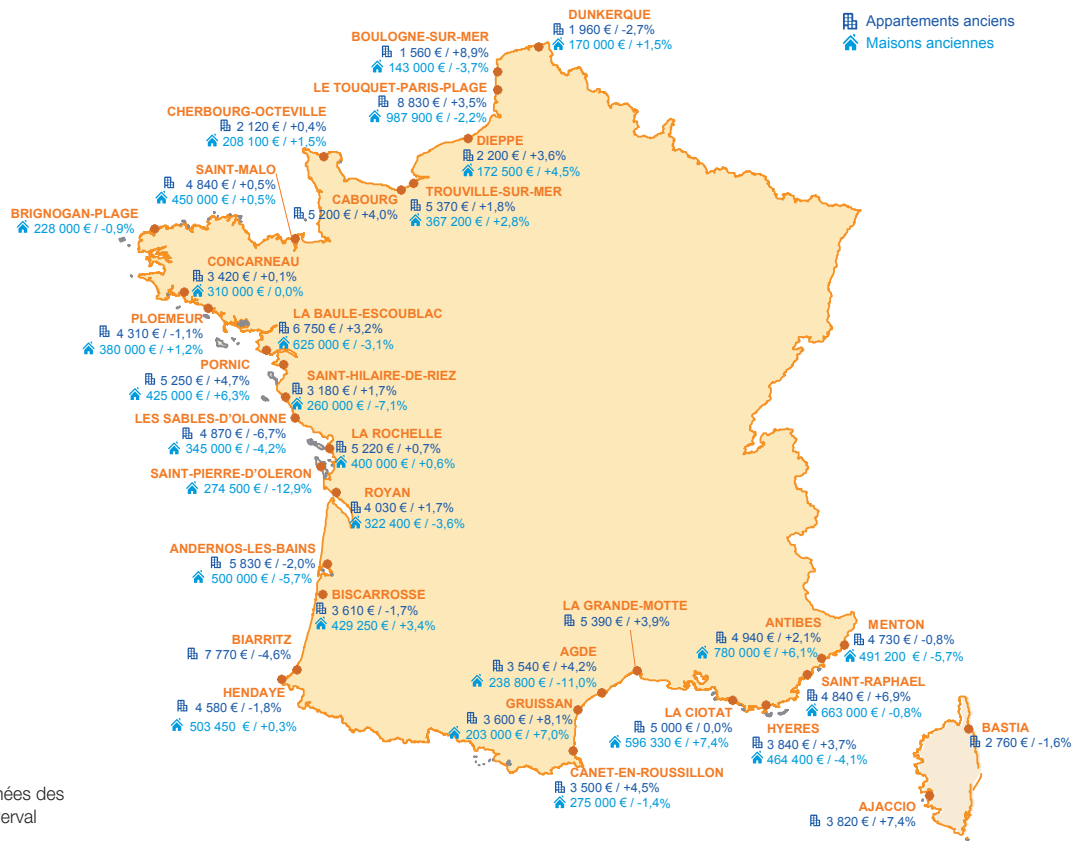 DUNKERQUE
1 960 € / -2,7%
170 000 € / +1,5%
Appartements anciens
Maisons anciennes
BOULOGNE-SUR-MER
1 560 € / +8,9%
143 000 € / -3,7%
LE TOUQUET-PARIS-PLAGE
8 830 € / +3,5%
987 900 € / -2,2%
CHERBOURG-OCTEVILLE
2 120 € / +0,4%
208 100 € / +1,5%
DIEPPE
2 200 € / +3,6%
172 500 € / +4,5%
SAINT-MALO
4 840 € / +0,5%
450 000 € / +0,5%
CABOURG
5 200 € / +4,0%
TROUVILLE-SUR-MER
5 370 € / +1,8%
367 200 € / +2,8%
BRIGNOGAN-PLAGE
228 000 € / -0,9%
CONCARNEAU
3 420 € / +0,1%
310 000 € / 0,0%
PLOEMEUR
4 310 € / -1,1%
380 000 € / +1,2%
LA BAULE-ESCOUBLAC
6 750 € / +3,2%
625 000 € / -3,1%
PORNIC
5 250 € / +4,7%
425 000 € / +6,3%
SAINT-HILAIRE-DE-RIEZ
3 180 € / +1,7%
260 000 € / -7,1%
LES SABLES-D'OLONNE
4 870 € / -6,7%
345 000 € / -4,2%
LA ROCHELLE
5 220 € / +0,7%
400 000 € / +0,6%
SAINT-PIERRE-D'OLERON
274 500 € / -12,9%
ROYAN
4 030 € / +1,7%
322 400 € / -3,6%
ANDERNOS-LES-BAINS
5 830 € / -2,0%
500 000 € / -5,7%
BISCARROSSE
3 610 € / -1,7%
429 250 € / +3,4%
BIARRITZ
7 770 € / -4,6%
HENDAYE
4 580 € / -1,8%
503 450 € / +0,3%
LA GRANDE-MOTTE
5 390 € / +3,9%
AGDE
3 540 € / +4,2%
238 800 € / -11,0%
GRUISSAN
3 600 € / +8,1%
203 000 € / +7,0%
CANET-EN-ROUSSILLON
3 500 € / +4,5%
275 000 € / -1,4%
LA CIOTAT
5 000 € / 0,0%
596 330 € / +7,4%
ANTIBES
4 940 € / +2,1%
780 000 € / +6,1%
MENTON
4 730 € / -0,8%
491 200 € / -5,7%
SAINT-RAPHAEL
4 840 € / +6,9%
663 000 € / -0,8%
HYERES
3 840 € / +3,7%
464 400 € / -4,1%
BASTIA
2 760 € / -1,6%
AJACCIO
3 820 € / +7,4%
nées des
erval